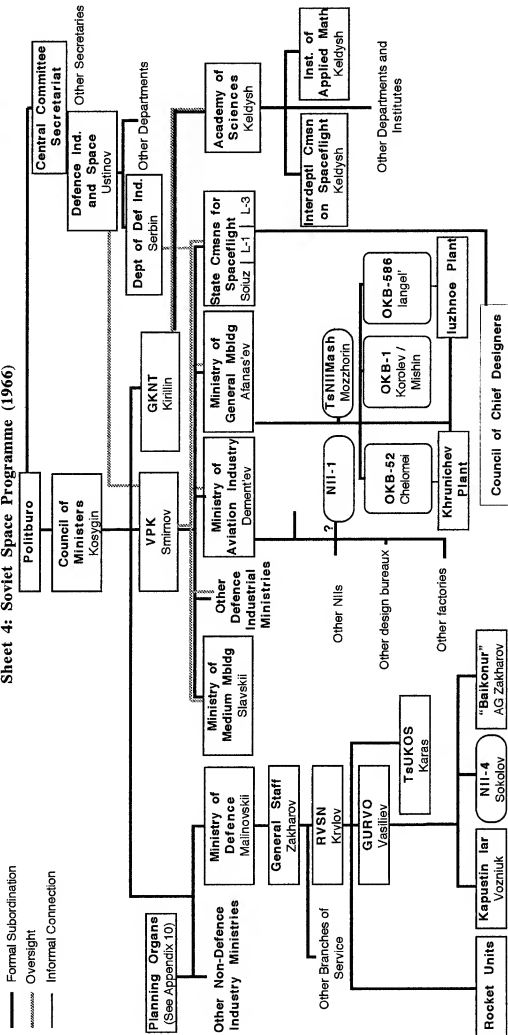 Sheet 4: Soviet Space Programme (1966)
Formal Subordination
Oversight
Informal Connection
Politburo
Central Committee
Secretariat
Other Secretaries
Council of
Ministers
Kosygin
Defence Ind.
and Space
Ustinov
Other Departments
Dept of Def Ind.
Serbin
Planning Organs
(See Appendix 10)
VPK
Smirnov
GKNT
Kirillin
Other Non-Defence
Industry Ministries
Ministry of
Defence
Malinovskii
Ministry of
Medium Mbldg
Slavskii
Other
Defence
Industrial
Ministries
Ministry of
Aviation Industry
Dement'ev
Ministry of
General Mbldg
Afanas'ev
State Cmsns for
Spaceflight
Soiuz | L-1 | L-3
Academy of
Sciences
Keldysh
General Staff
Zakharov
Other Branches of
Service
RVSN
Krylov
GURVO
Vasiliev
TsUKOS
Karas
Other NIIs
?
NII-1
TsNIIMash
Mozzhorin
Other design bureaux
Other factories
OKB-52
Chelomei
OKB-1
Korolev /
Mishin
OKB-586
Iangel'
Khrunichev
Plant
Iuzhnoe Plant
Interdeptl Cmsn
on Spaceflight
Keldysh
Inst. of
Applied Math
Keldysh
Other Departments and
Institutes
Rocket Units
Kapustin Iar
Vozniuk
NII-4
Sokolov
"Baikonur"
AG Zakharov
Council of Chief Designers